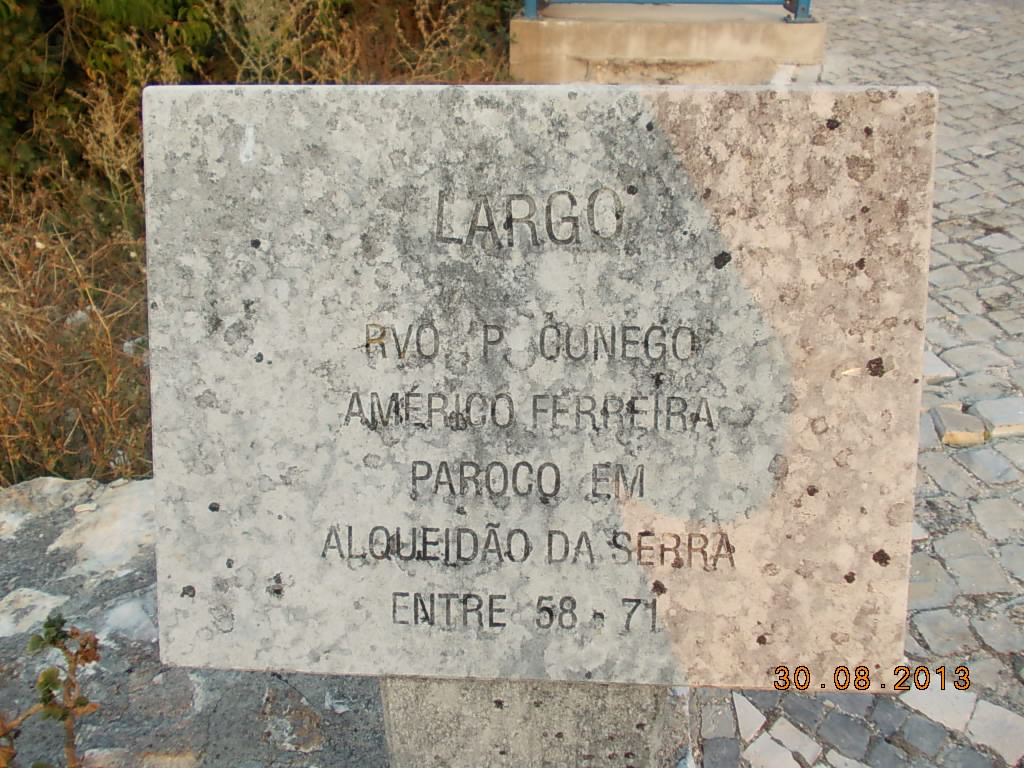 LARGO
RVO P. CUNEGO
AMÉRICO FERREIRA
PAROCO EM
ALQUEIDÃO DA SERRA
ENTRE 58 - 71
30.08.2013